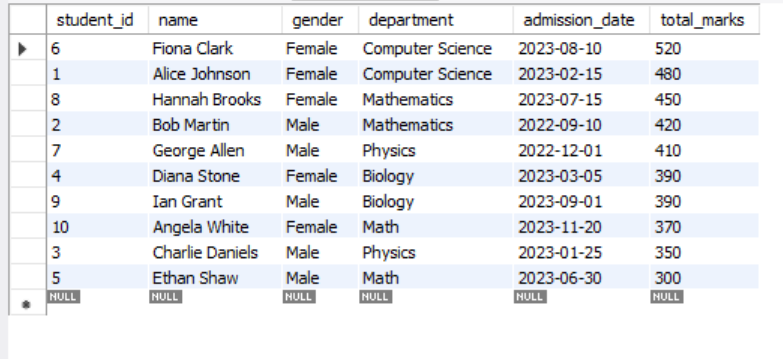 student_id name gender department admission_date total_marks
6 Fiona Clark Female Computer Science 2023-08-10 520
1 Alice Johnson Female Computer Science 2023-02-15 480
8 Hannah Brooks Female Mathematics 2023-07-15 450
2 Bob Martin Male Mathematics 2022-09-10 420
7 George Allen Male Physics 2022-12-01 410
4 Diana Stone Female Biology 2023-03-05 390
9 Ian Grant Male Biology 2023-09-01 390
10 Angela White Female Math 2023-11-20 370
3 Charlie Daniels Male Physics 2023-01-25 350
5 Ethan Shaw Male Math 2023-06-30 300
NULL NULL NULL NULL NULL NULL